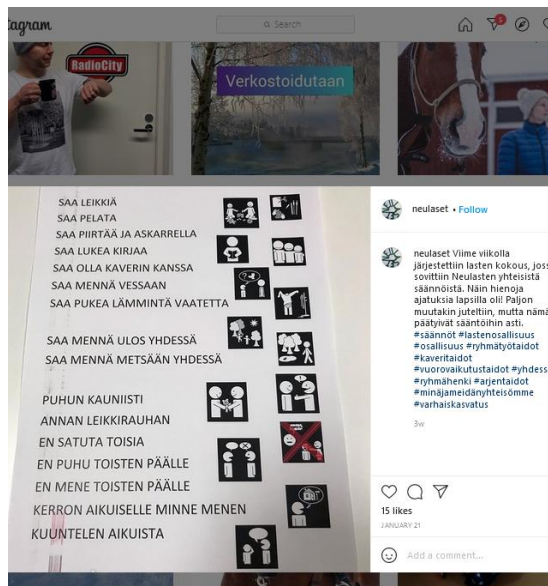 tagram
Search
5
RadioCity
Verkostoidutaan
SAA LEIKKIÄ
SAA PELATA
SAA PIIRTÄÄ JA ASKARRELLA
SAA LUKEA KIRJAA
SAA OLLA KAVERIN KANSSA
SAA MENNÄ VESSAAN
SAA PUKEA LÄMMINTÄ VAATETTA
SAA MENNÄ ULOS YHDESSÄ
SAA MENNÄ METSÄÄN YHDESSÄ
PUHUN KAUNIISTI
ANNAN LEIKKIRAUHAN
EN SATUTA TOISIA
EN PUHU TOISTEN PÄÄLLE
EN MENE TOISTEN PÄÄLLE
KERRON AIKUISELLE MINNE MENEN
KUUNTELEN AIKUISTA
neulaset • Follow
neulaset Viime viikolla
järjestettiin lasten kokous, joss
sovittiin Neulasten yhteisistä
säännöistä. Näin hienoja
ajatuksia lapsilla oli! Paljon
muutakin juteltiin, mutta nämä
päätyivät sääntöihin asti.
#säännöt #lastenosallisuus
#osallisuus #ryhmätyötaidot
#kaveritaidot
#vuorovaikutustaidot #yhdess
#ryhmähenki #arjentaidot
#minäjameidänyhteisömme
#varhaiskasvatus
3w
15 likes
JANUARY 21
Add a comment...